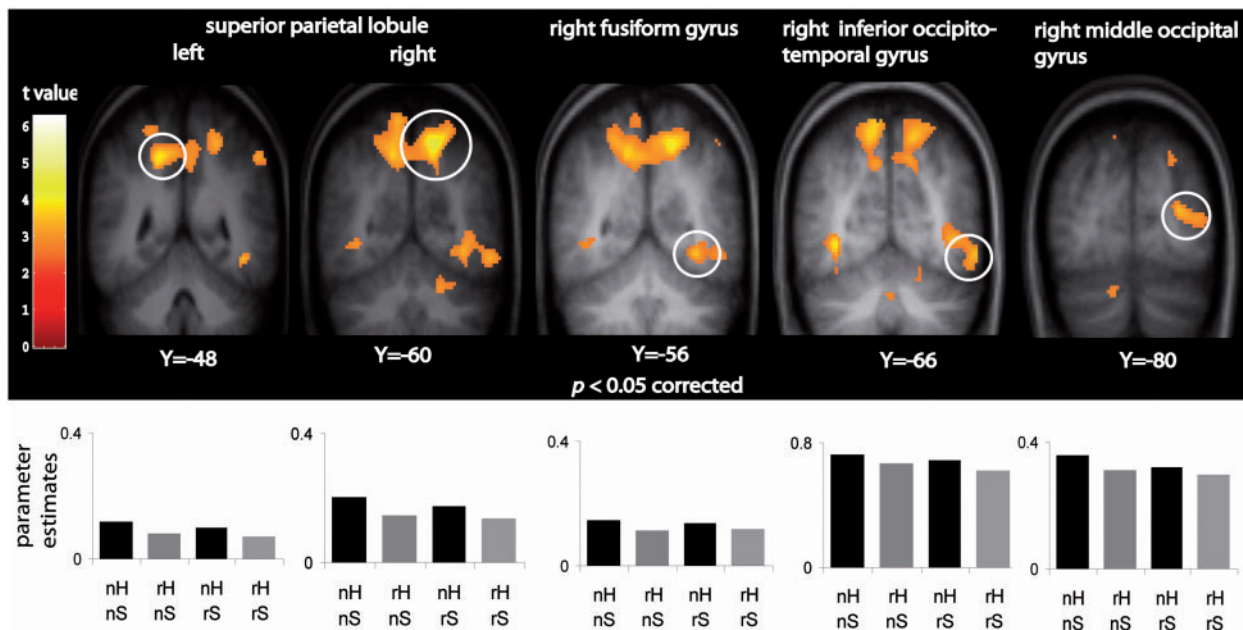 superior parietal lobule
left
right
right fusiform gyrus
right inferior occipito-
temporal gyrus
right middle occipital
gyrus
t value
6
5
4
3
2
1
0
Y=-48
Y=-60
Y=-56
Y=-66
Y=-80
p < 0.05 corrected
parameter
estimates
0.4
0
nH rH nH rH
nS nS rS rS
0.4
0
nH rH nH rH
nS nS rS rS
0.4
0
nH rH nH rH
nS nS rS rS
0.8
0
nH rH nH rH
nS nS rS rS
0.4
0
nH rH nH rH
nS nS rS rS